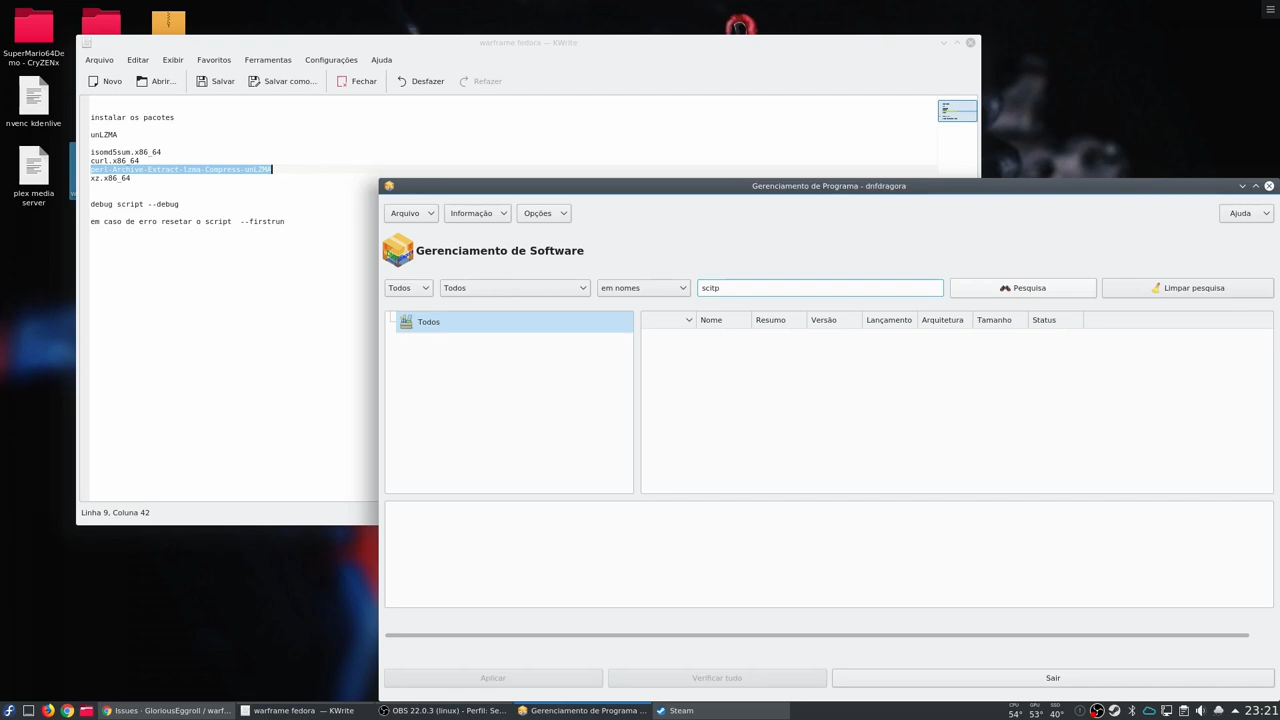 SuperMario64De
mo - CryZENx
nvenc kdenlive
plex media
server
warframe fedora — KWrite
Arquivo Editar Exibir Favoritos Ferramentas Configurações Ajuda
Novo Abrir... Salvar Salvar como... Fechar Desfazer Refazer
instalar os pacotes
unLZMA
isomd5sum.x86_64
curl.x86_64
perl-Archive-Extract-lzma-Compress-unLZMA
xz.x86_64
debug script --debug
em caso de erro resetar o script --firstrun
Linha 9, Coluna 42
Gerenciamento de Programa - dnfdragora
Arquivo Informação Opções Ajuda
Gerenciamento de Software
Todos Todos em nomes scitp Pesquisa Limpar pesquisa
Todos
Nome Resumo Versão Lançamento Arquitetura Tamanho Status
Aplicar Verificar tudo Sair
Issues · GloriousEggroll / warf... warframe fedora — KWrite OBS 22.0.3 (linux) - Perfil: Se... Gerenciamento de Programa ... Steam
CPU GPU SSD
54° 53° 40°
23:21